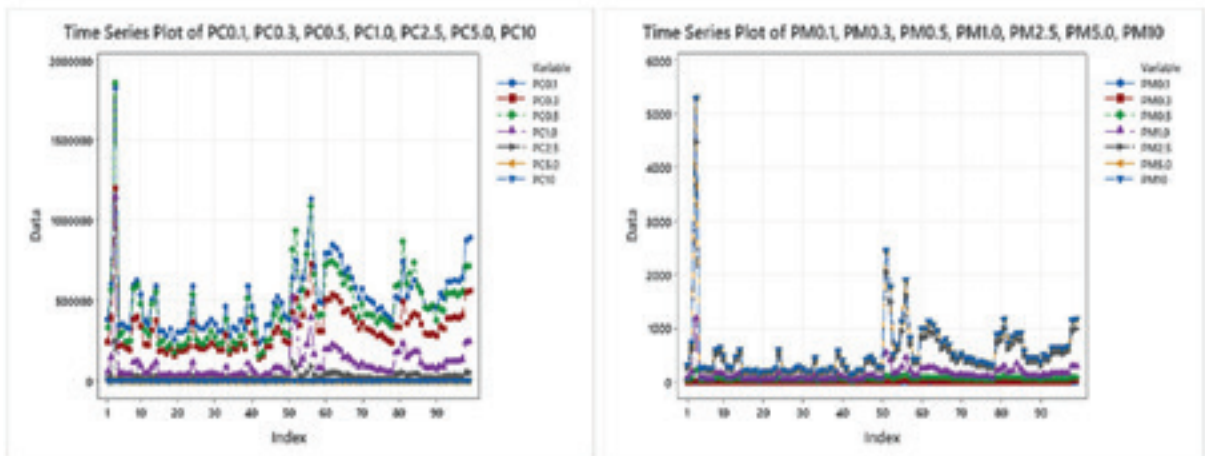 Time Series Plot of PC0.1, PC0.3, PC0.5, PC1.0, PC2.5, PC5.0, PC10
2000000
1500000
1000000
500000
0
Data
1 10 20 30 40 50 60 70 80 90
Index
Variable
PC0.1
PC0.3
PC0.5
PC1.0
PC2.5
PC5.0
PC10
Time Series Plot of PM0.1, PM0.3, PM0.5, PM1.0, PM2.5, PM5.0, PM10
6000
5000
4000
3000
2000
1000
0
Data
1 10 20 30 40 50 60 70 80 90
Index
Variable
PM0.1
PM0.3
PM0.5
PM1.0
PM2.5
PM5.0
PM10